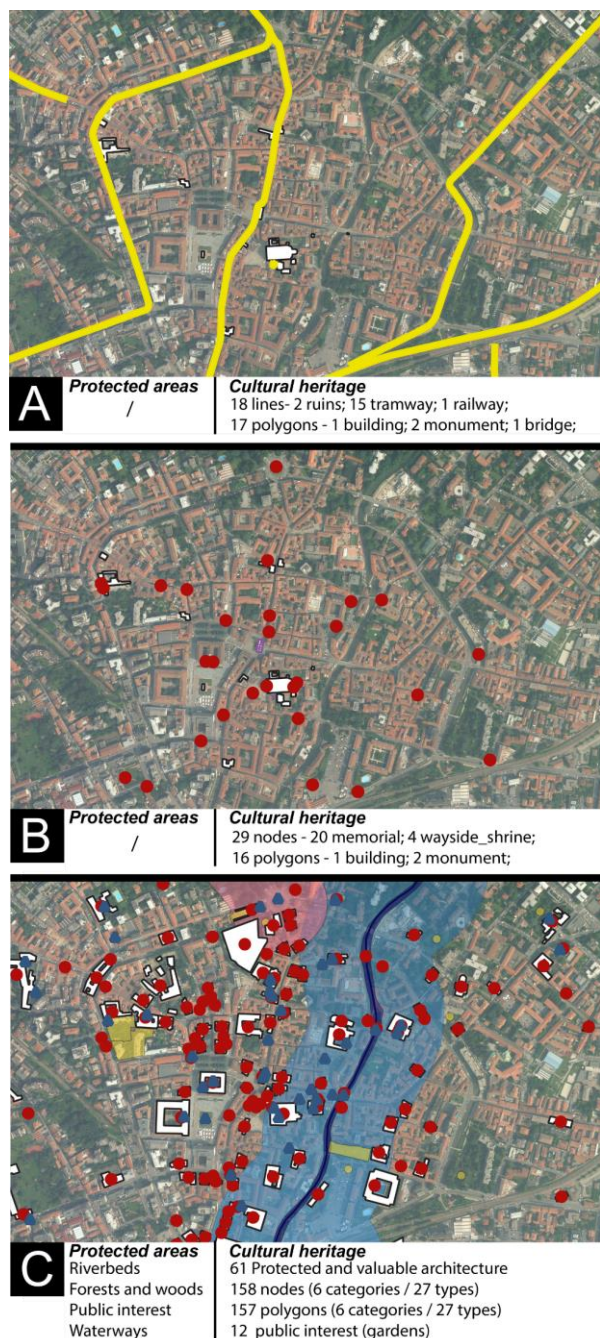 A
Protected areas
/
Cultural heritage
18 lines- 2 ruins; 15 tramway; 1 railway;
17 polygons - 1 building; 2 monument; 1 bridge;
B
Protected areas
/
Cultural heritage
29 nodes - 20 memorial; 4 wayside_shrine;
16 polygons - 1 building; 2 monument;
C
Protected areas
Riverbeds
Forests and woods
Public interest
Waterways
Cultural heritage
61 Protected and valuable architecture
158 nodes (6 categories / 27 types)
157 polygons (6 categories / 27 types)
12 public interest (gardens)